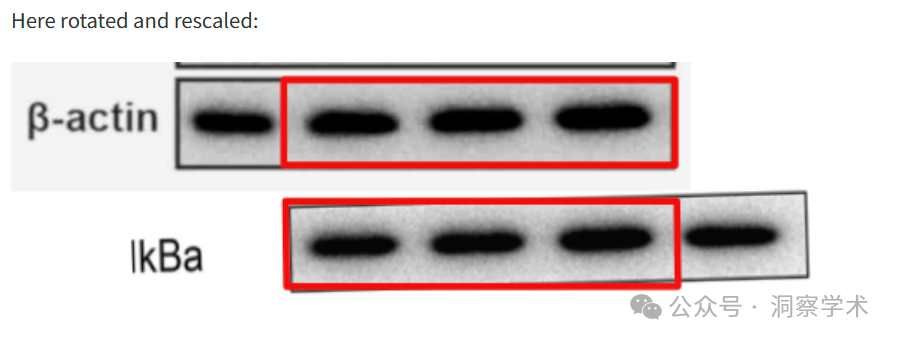 Here rotated and rescaled:
β-actin
IkBa
公众号 · 洞察学术